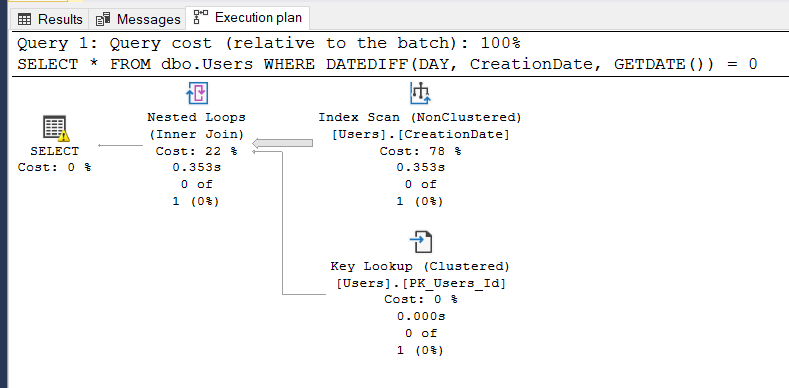 Results Messages Execution plan
Query 1: Query cost (relative to the batch): 100%
SELECT * FROM dbo.Users WHERE DATEDIFF(DAY, CreationDate, GETDATE()) = 0
SELECT
Cost: 0 %
Nested Loops
(Inner Join)
Cost: 22 %
0.353s
0 of
1 (0%)
Index Scan (NonClustered)
[Users].[CreationDate]
Cost: 78 %
0.353s
0 of
1 (0%)
Key Lookup (Clustered)
[Users].[PK_Users_Id]
Cost: 0 %
0.000s
0 of
1 (0%)